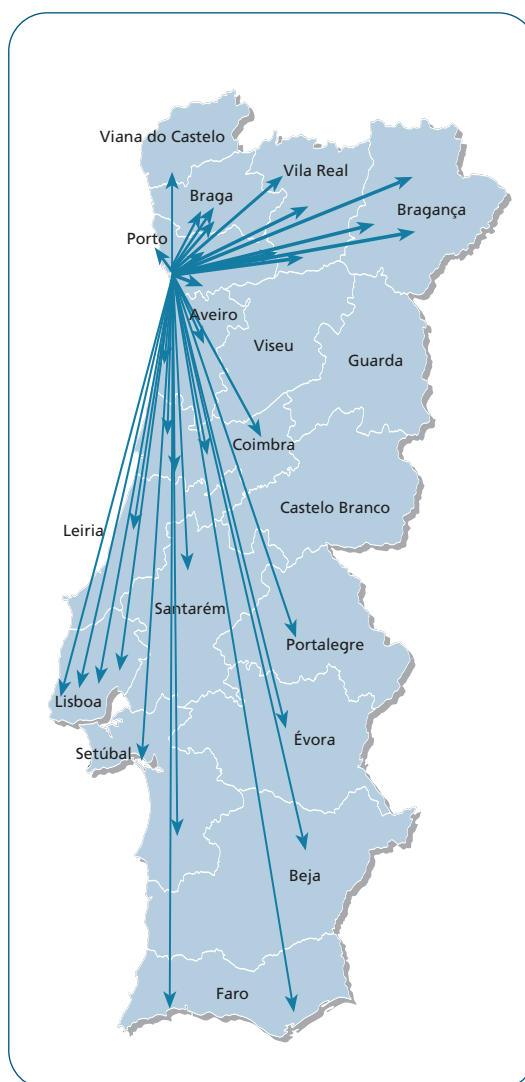 Viana do Castelo
Vila Real
Braga
Bragança
Porto
Aveiro
Viseu
Guarda
Coimbra
Castelo Branco
Leiria
Santarém
Portalegre
Lisboa
Évora
Setúbal
Beja
Faro